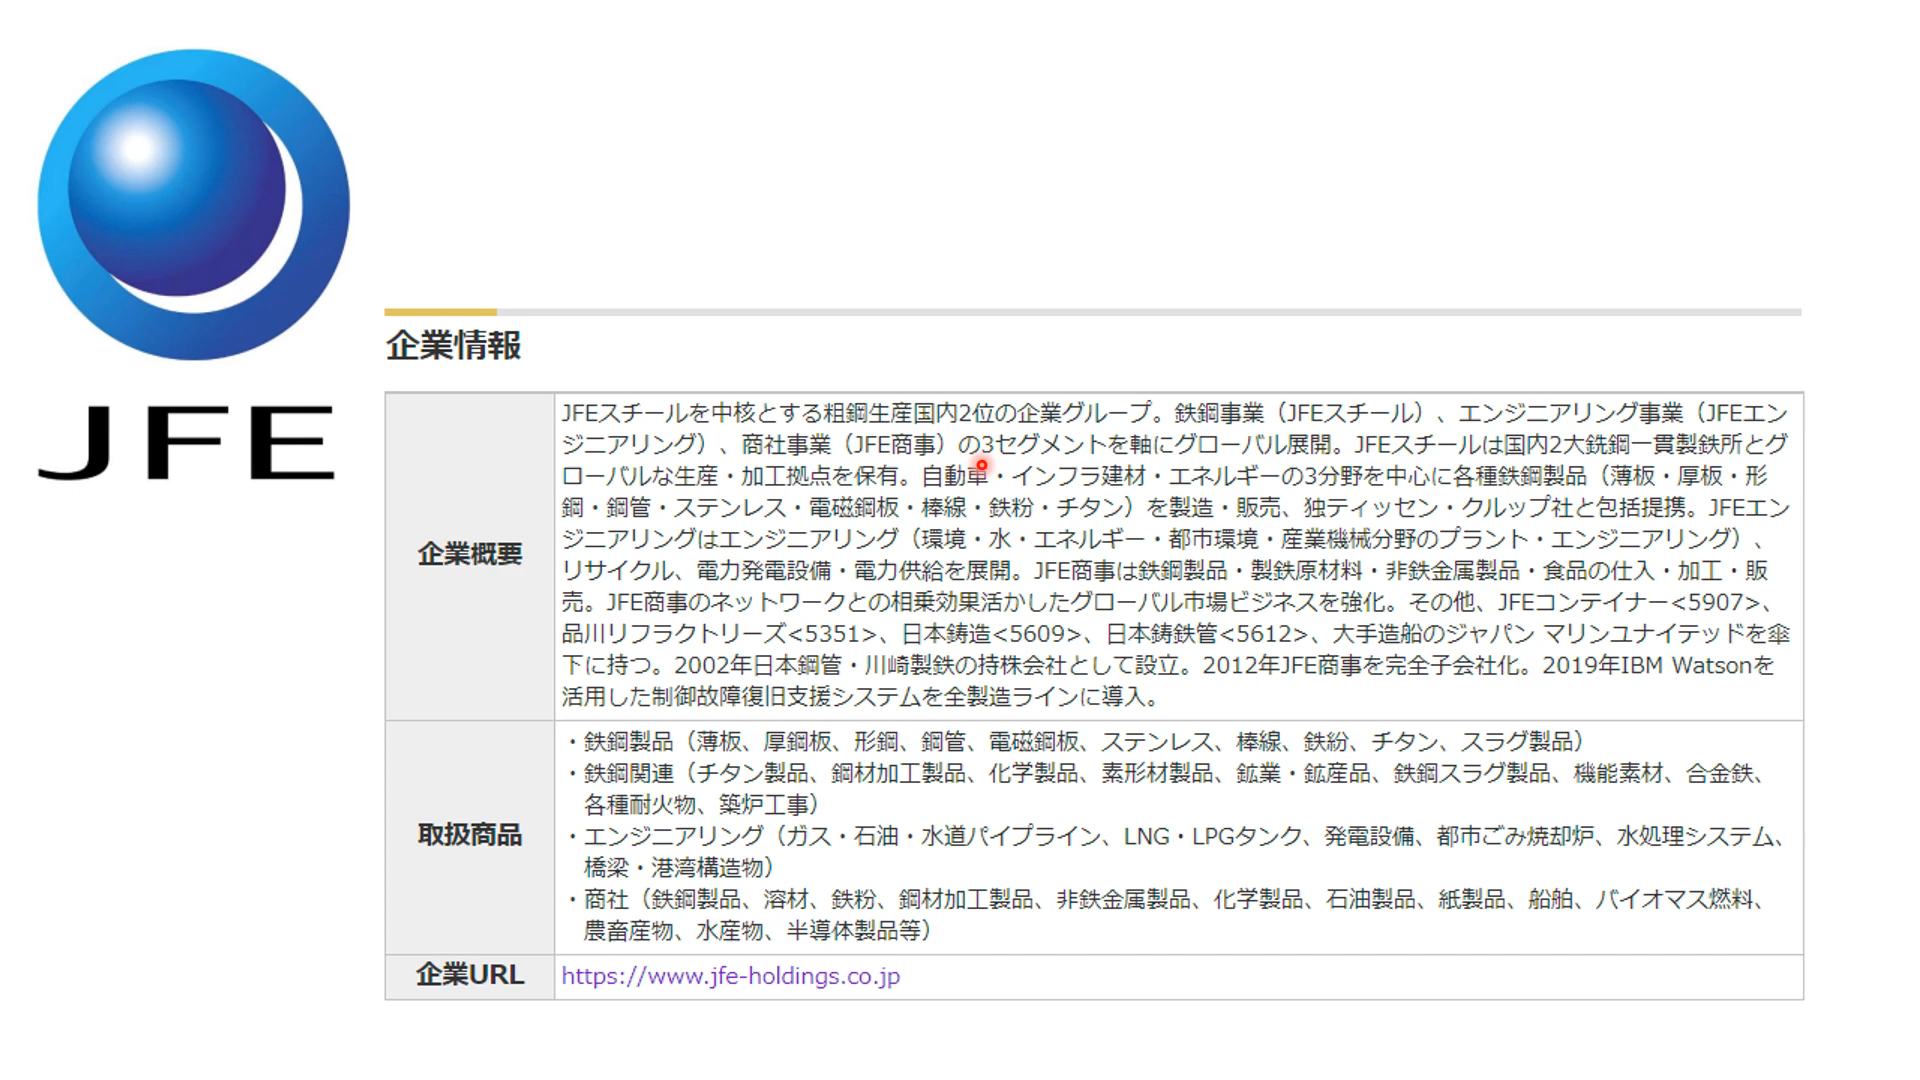 JFE
企業情報
企業概要
JFEスチールを中核とする粗鋼生産国内2位の企業グループ。鉄鋼事業（JFEスチール）、エンジニアリング事業（JFEエン
ジニアリング）、商社事業（JFE商事）の3セグメントを軸にグローバル展開。JFEスチールは国内2大銑鋼一貫製鉄所とグ
ローバルな生産・加工拠点を保有。自動車・インフラ建材・エネルギーの3分野を中心に各種鉄鋼製品（薄板・厚板・形
鋼・鋼管・ステンレス・電磁鋼板・棒線・鉄粉・チタン）を製造・販売、独ティッセン・クルップ社と包括提携。JFEエン
ジニアリングはエンジニアリング（環境・水・エネルギー・都市環境・産業機械分野のプラント・エンジニアリング）、
リサイクル、電力発電設備・電力供給を展開。JFE商事は鉄鋼製品・製鉄原材料・非鉄金属製品・食品の仕入・加工・販
売。JFE商事のネットワークとの相乗効果活かしたグローバル市場ビジネスを強化。その他、JFEコンテイナー<5907>、
品川リフラクトリーズ<5351>、日本鋳造<5609>、日本鋳鉄管<5612>、大手造船のジャパン マリンユナイテッドを傘
下に持つ。2002年日本鋼管・川崎製鉄の持株会社として設立。2012年JFE商事を完全子会社化。2019年IBM Watsonを
活用した制御故障復旧支援システムを全製造ラインに導入。
取扱商品
・鉄鋼製品（薄板、厚鋼板、形鋼、鋼管、電磁鋼板、ステンレス、棒線、鉄紛、チタン、スラグ製品）
・鉄鋼関連（チタン製品、鋼材加工製品、化学製品、素形材製品、鉱業・鉱産品、鉄鋼スラグ製品、機能素材、合金鉄、
各種耐火物、築炉工事）
・エンジニアリング（ガス・石油・水道パイプライン、LNG・LPGタンク、発電設備、都市ごみ焼却炉、水処理システム、
橋梁・港湾構造物）
・商社（鉄鋼製品、溶材、鉄粉、鋼材加工製品、非鉄金属製品、化学製品、石油製品、紙製品、船舶、バイオマス燃料、
農畜産物、水産物、半導体製品等）
企業URL
https://www.jfe-holdings.co.jp